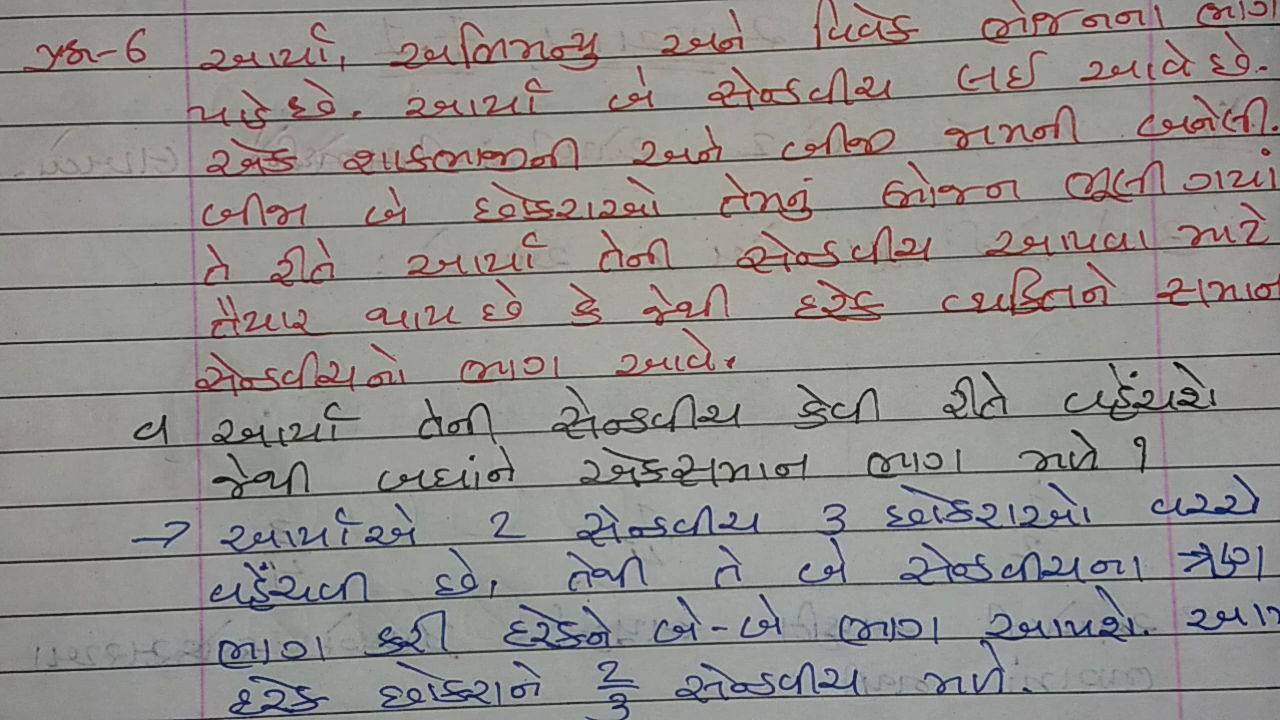 પ્રશ્ન-6 આર્યા, અભિમન્યુ અને વિવેક ભોજનના ભાગ
પાડે છે. આર્યા બે સેન્ડવીચ લઈ આવે છે.
એક શાકભાજીની અને બીજી જામની બનેલી.
બીજા બે છોકરાઓ તેમનું ભોજન ભૂલી ગયાં
તે રીતે આર્યા તેની સેન્ડવીચ આપવા માટે
તૈયાર થાય છે કે જેથી દરેક વ્યક્તિને સમાન
સેન્ડવીચનો ભાગ આવે.
આર્યા તેની સેન્ડવીચ કેવી રીતે વહેંચશે
જેથી બધાંને એકસમાન ભાગ મળે ?
→ આર્યાએ 2 સેન્ડવીચ 3 છોકરાઓ વચ્ચે
વહેંચવી છે, તેથી તે બે સેન્ડવીચના ત્રણ
ભાગ કરી દરેકને બે-બે ભાગ આપશે. આમ
દરેક છોકરાને 2/3 સેન્ડવીચ મળે.